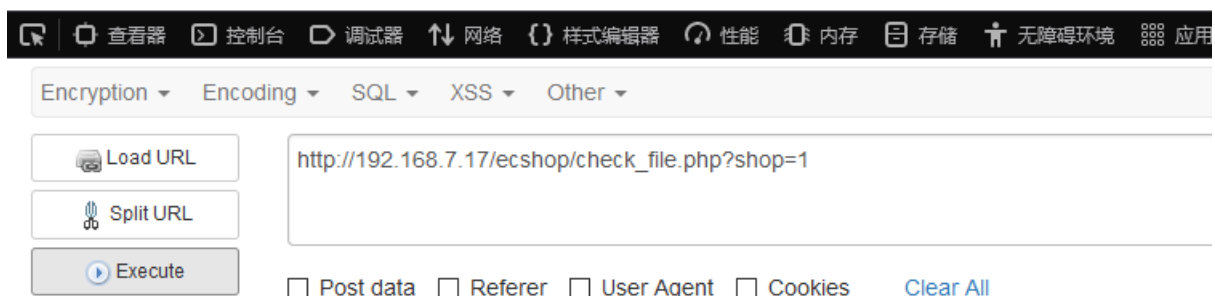 查看器 控制台 调试器 网络 {} 样式编辑器 性能 内存 存储 无障碍环境 应用
Encryption Encoding SQL XSS Other
Load URL http://192.168.7.17/ecshop/check_file.php?shop=1
Split URL
Execute
Post data Referer User Agent Cookies Clear All